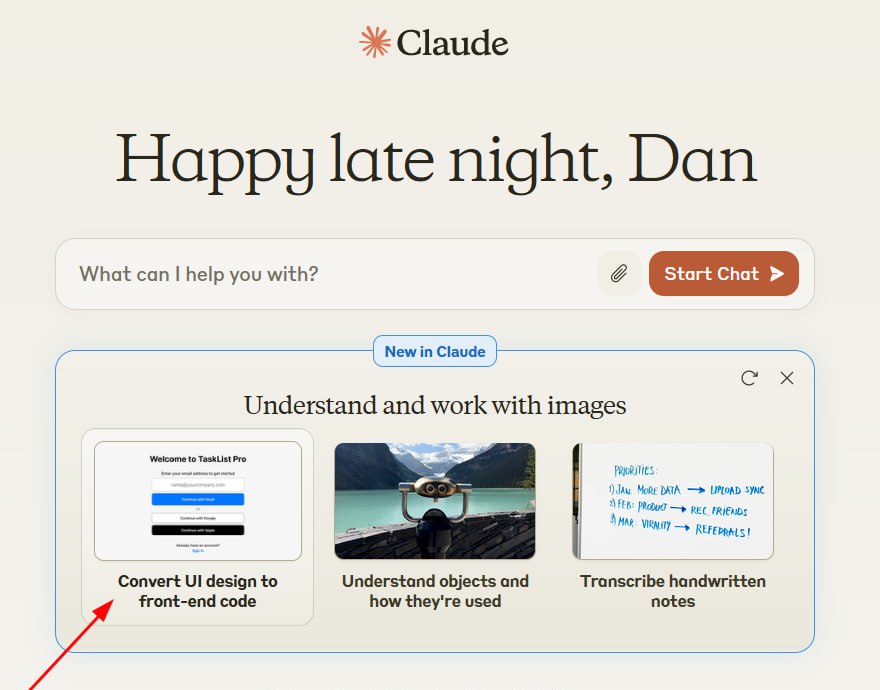 Claude
Happy late night, Dan
What can I help you with?
Start Chat
New in Claude
Understand and work with images
Welcome to TaskList Pro
Enter your email address to get started
name@yourcompany.com
Continue with Email
OR
Continue with Google
Continue with Apple
Already have an account?
Sign in
PRIORITIES:
1) JAN: MORE DATA → UPLOAD SYNC
2) FEB: PRODUCT → REC. FRIENDS
3) MAR: VIRALITY → REFERRALS!
Convert UI design to
front-end code
Understand objects and
how they're used
Transcribe handwritten
notes